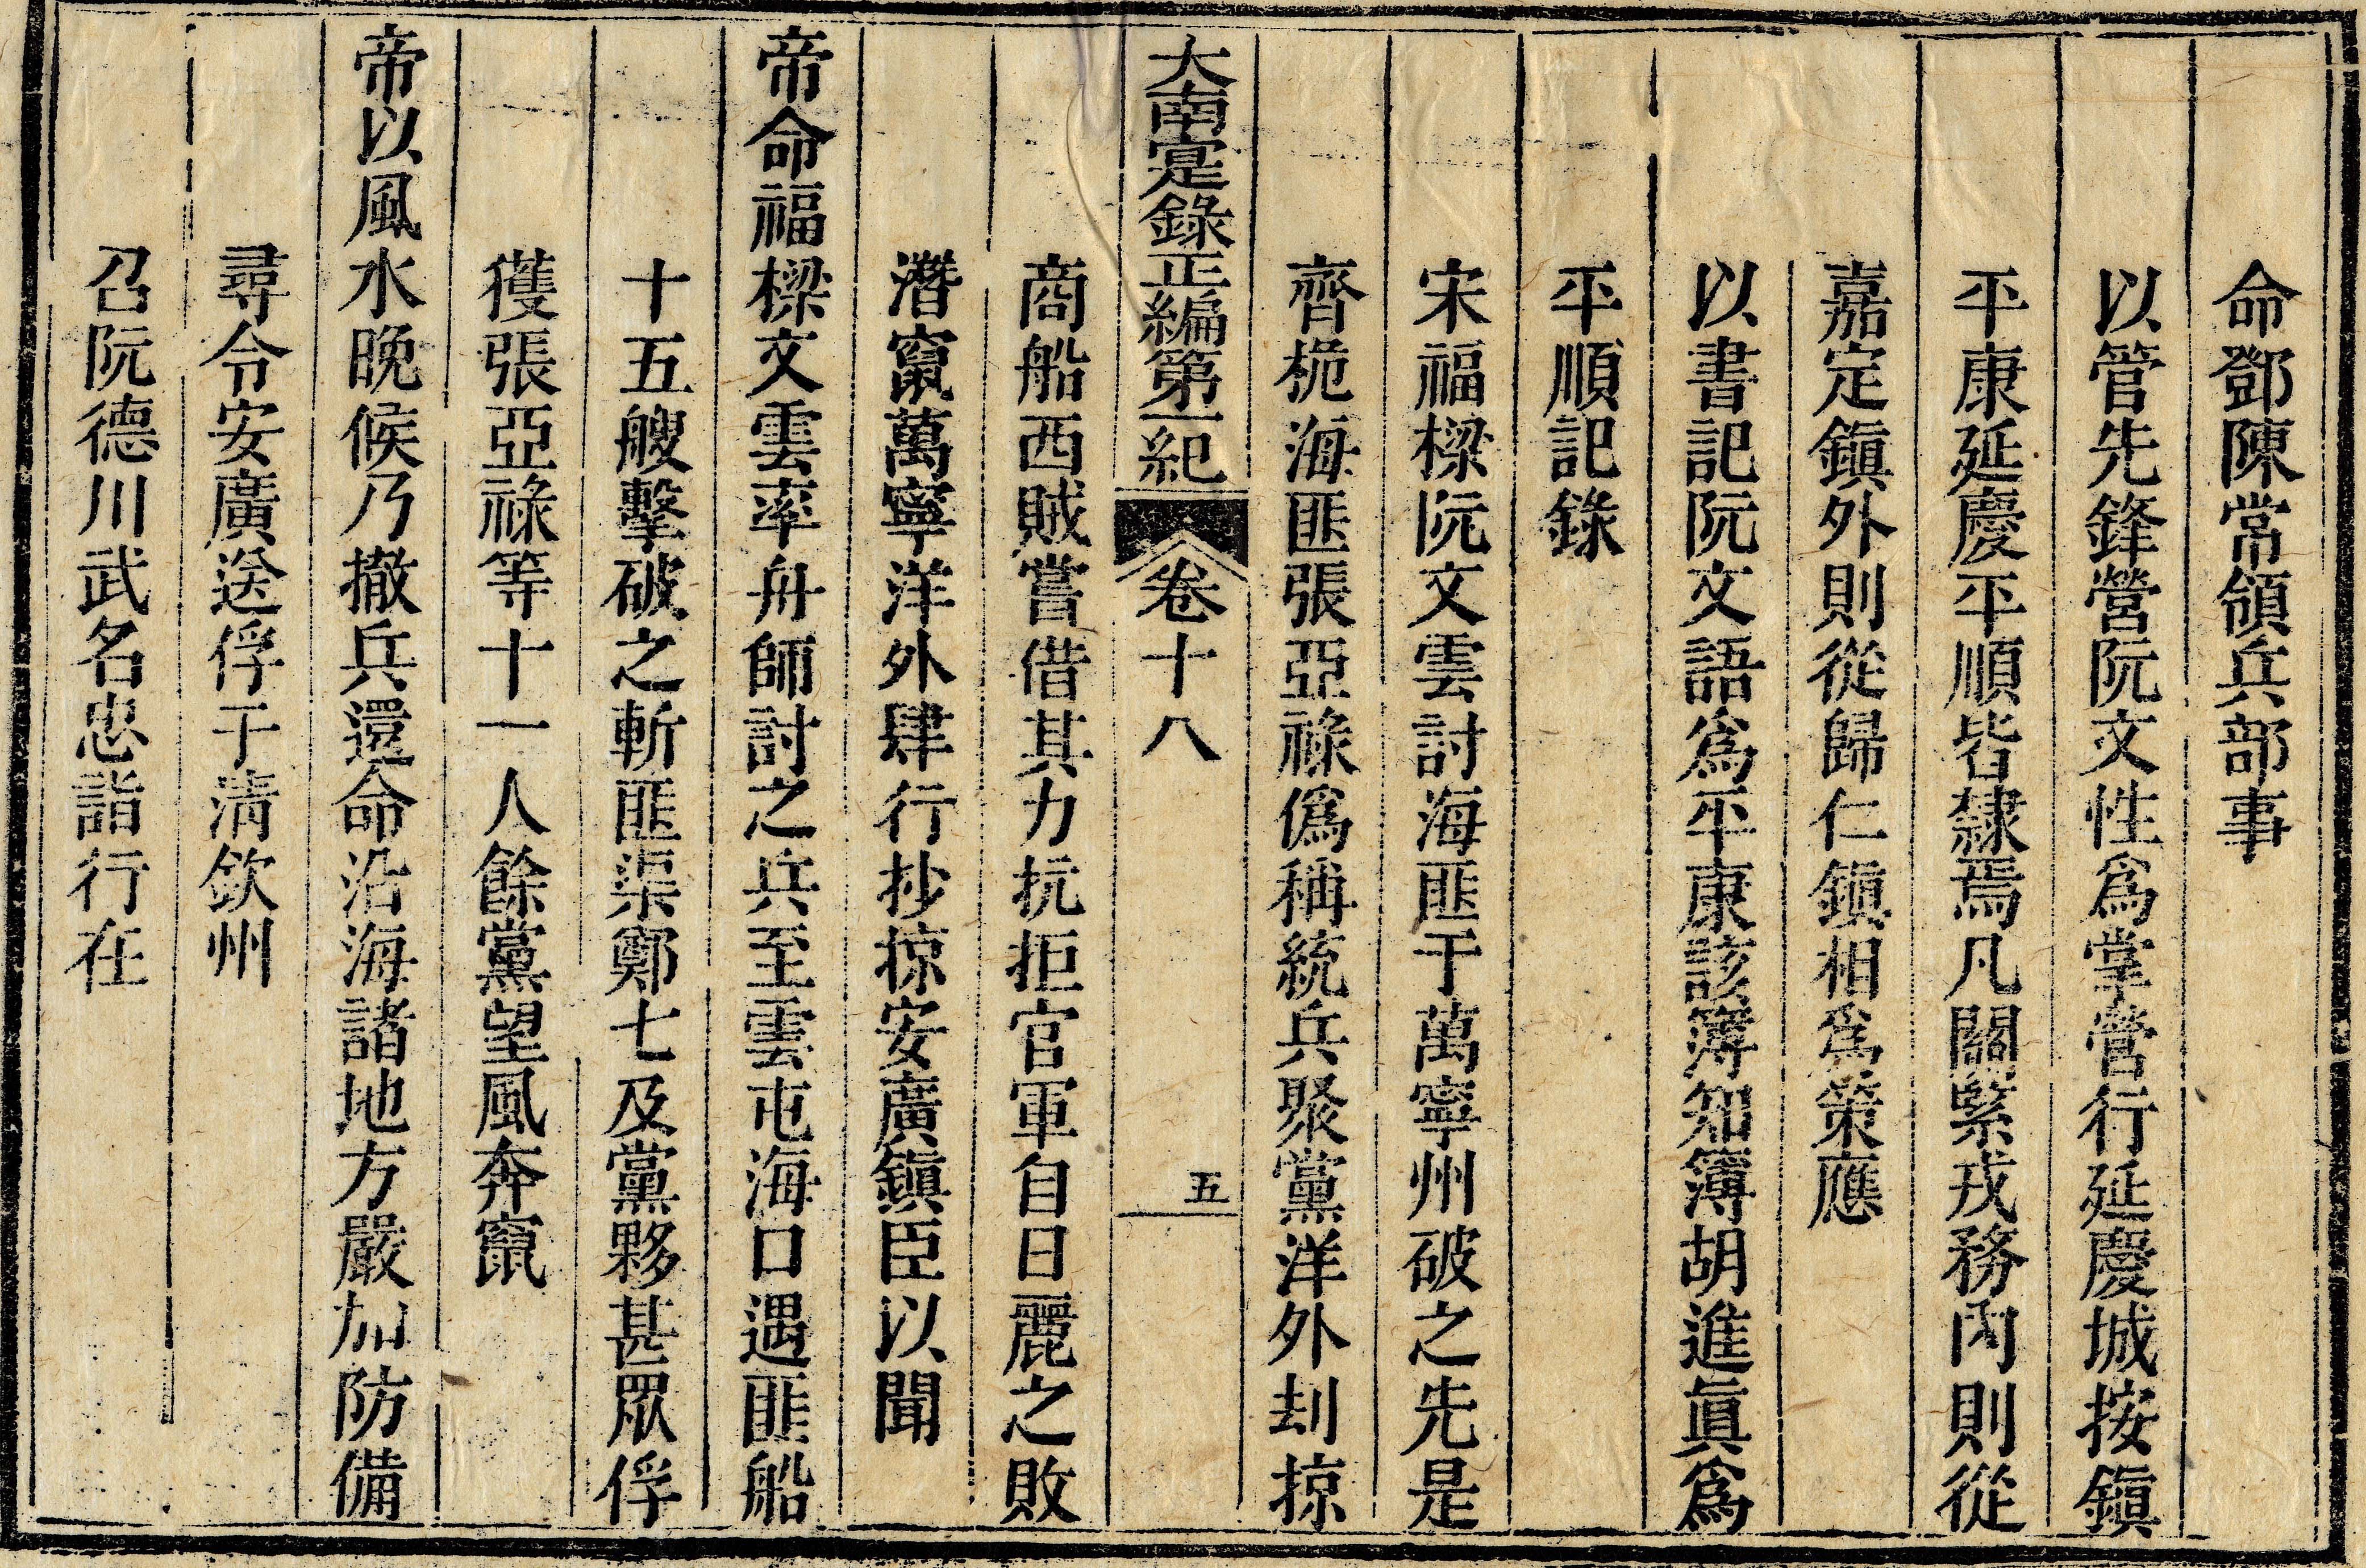 命鄧陳常領兵部事
以管先鋒營阮文性爲掌營行延慶城按鎭
平康延慶平順皆隸焉凡關緊戎務內則從
嘉定鎭外則從歸仁鎭相爲策應
以書記阮文語爲平康該簿知簿胡進眞爲
平順記錄
宋福樑阮文雲討海匪于萬寧州破之先是
齊桅海匪張亞祿僞稱統兵聚黨洋外刦掠
大南寔錄正編第一紀 卷十八 五
商船西賊嘗借其力抗拒官軍自日麗之敗
潛竄萬寧洋外肆行抄掠安廣鎭臣以聞
帝命福樑文雲率舟師討之兵至雲屯海口遇匪船
十五艘擊破之斬匪渠鄭七及黨夥甚眾俘
獲張亞祿等十一人餘黨望風奔竄
帝以風水晚候乃撤兵還命沿海諸地方嚴加防備
尋令安廣送俘于淸欽州
召阮德川武名忠詣行在